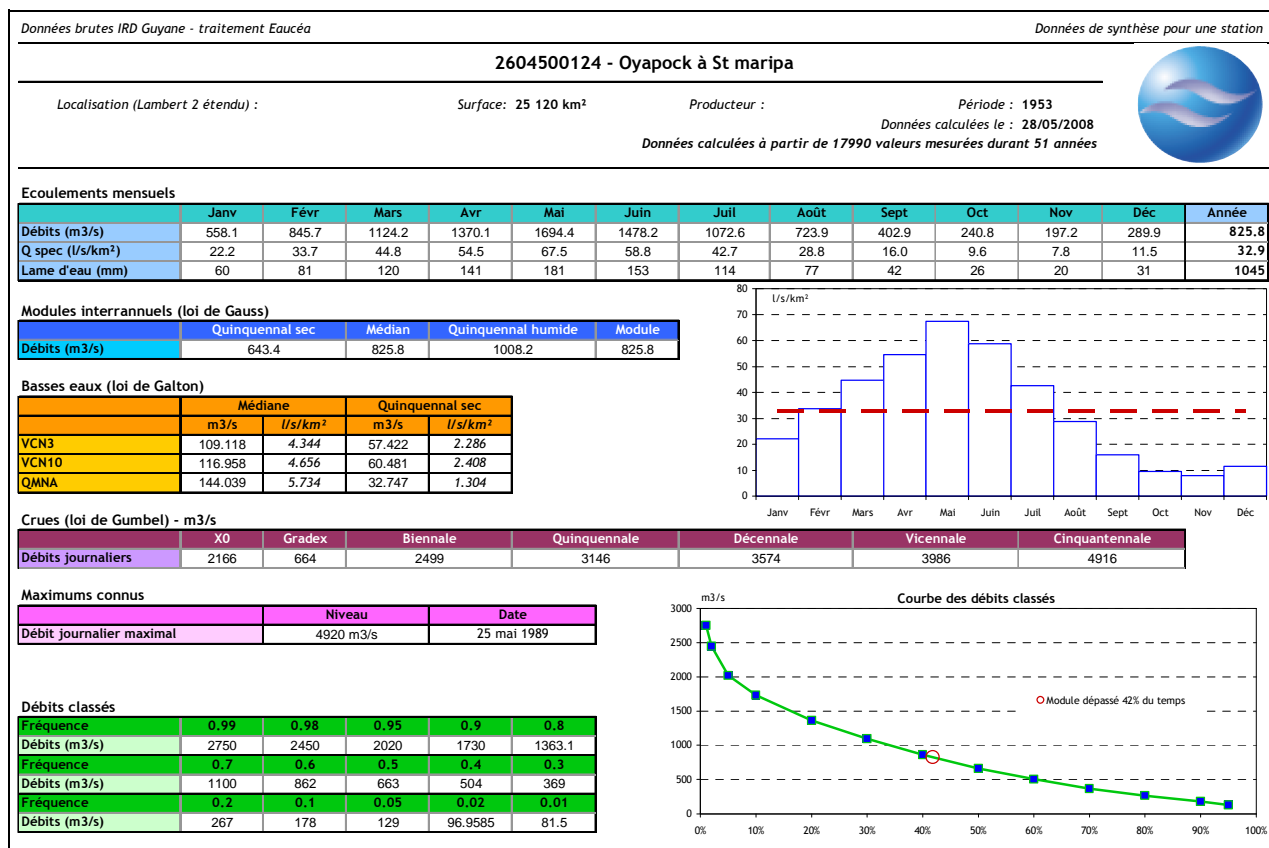 Données brutes IRD Guyane - traitement Eaucéa Données de synthèse pour une station
2604500124 - Oyapock à St maripa
Localisation (Lambert 2 étendu) : Surface: 25 120 km² Producteur : Période : 1953
Données calculées le : 28/05/2008
Données calculées à partir de 17990 valeurs mesurées durant 51 années
Ecoulements mensuels
Janv Févr Mars Avr Mai Juin Juil Août Sept Oct Nov Déc Année
Débits (m3/s) 558.1 845.7 1124.2 1370.1 1694.4 1478.2 1072.6 723.9 402.9 240.8 197.2 289.9 825.8
Q spec (l/s/km²) 22.2 33.7 44.8 54.5 67.5 58.8 42.7 28.8 16.0 9.6 7.8 11.5 32.9
Lame d'eau (mm) 60 81 120 141 181 153 114 77 42 26 20 31 1045
Modules interrannuels (loi de Gauss)
Quinquennal sec Médian Quinquennal humide Module
Débits (m3/s) 643.4 825.8 1008.2 825.8
Basses eaux (loi de Galton)
Médiane Quinquennal sec
m3/s l/s/km² m3/s l/s/km²
VCN3 109.118 4.344 57.422 2.286
VCN10 116.958 4.656 60.481 2.408
QMNA 144.039 5.734 32.747 1.304
l/s/km²
80
70
60
50
40
30
20
10
0
Janv Févr Mars Avr Mai Juin Juil Août Sept Oct Nov Déc
Crues (loi de Gumbel) - m3/s
X0 Gradex Biennale Quinquennale Décennale Vicennale Cinquantennale
Débits journaliers 2166 664 2499 3146 3574 3986 4916
Maximums connus
Niveau Date
Débit journalier maximal 4920 m3/s 25 mai 1989
Débits classés
Fréquence 0.99 0.98 0.95 0.9 0.8
Débits (m3/s) 2750 2450 2020 1730 1363.1
Fréquence 0.7 0.6 0.5 0.4 0.3
Débits (m3/s) 1100 862 663 504 369
Fréquence 0.2 0.1 0.05 0.02 0.01
Débits (m3/s) 267 178 129 96.9585 81.5
m3/s Courbe des débits classés
3000
2500
2000
1500
1000
500
0
Module dépassé 42% du temps
0% 10% 20% 30% 40% 50% 60% 70% 80% 90% 100%